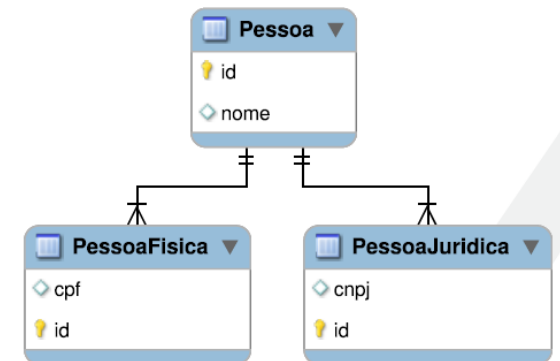 Pessoa
id
nome
PessoaFisica
cpf
id
PessoaJuridica
cnpj
id